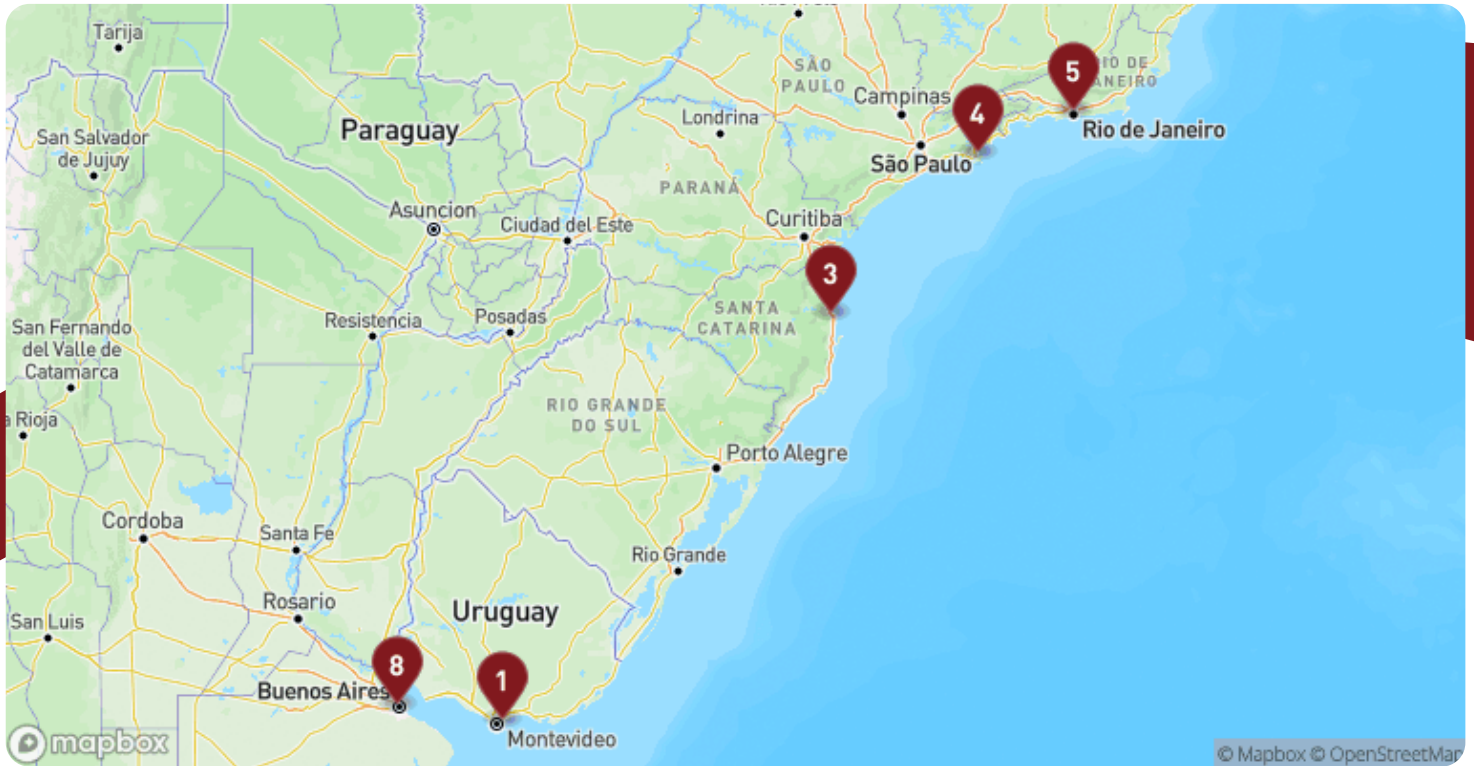 Tarija
SÃO
PAULO
5
RIO DE
ANEIRO
Campinas
4
Londrina
Rio de Janeiro
Paraguay
San Salvador
de Jujuy
São Paulo
PARANÁ
Asuncion
Ciudad del Este
Curitiba
3
SANTA
CATARINA
Resistencia
Posadas
San Fernando
del Valle de
Catamarca
a Rioja
RIO GRANDE
DO SUL
Porto Alegre
Cordoba
Santa Fe
Rio Grande
Rosario
Uruguay
San Luis
8
1
Buenos Aires
Montevideo
mapbox
© Mapbox © OpenStreetMap